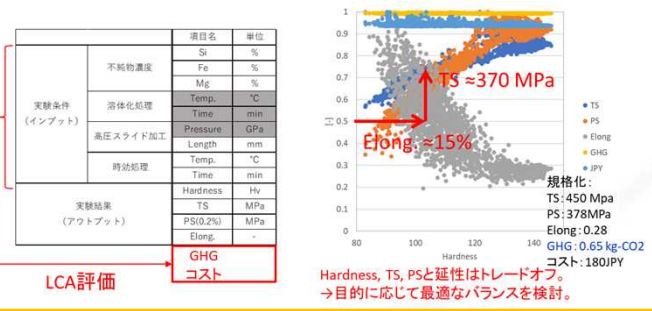 項目名 単位
実験条件
(インプット)
不純物濃度
Si %
Fe %
Mg %
溶体化処理
Temp. ℃
Time min
高圧スライド加工
Pressure GPa
Length mm
時効処理
Temp. ℃
Time min
実験結果
(アウトプット)
Hardness Hv
TS MPa
PS(0.2%) MPa
Elong. -
GHG
コスト
LCA評価
1
0.9
0.8
0.7
0.6
0.5
0.4
0.3
0.2
0.1
0
[-]
80 100 120 140
Hardness
TS ≈370 MPa
Elong. ≈15%
TS
PS
Elong
GHG
JPY
規格化:
TS:450 Mpa
PS:378MPa
Elong:0.28
GHG:0.65 kg-CO2
コスト:180JPY
Hardness, TS, PSと延性はトレードオフ。
→目的に応じて最適なバランスを検討。